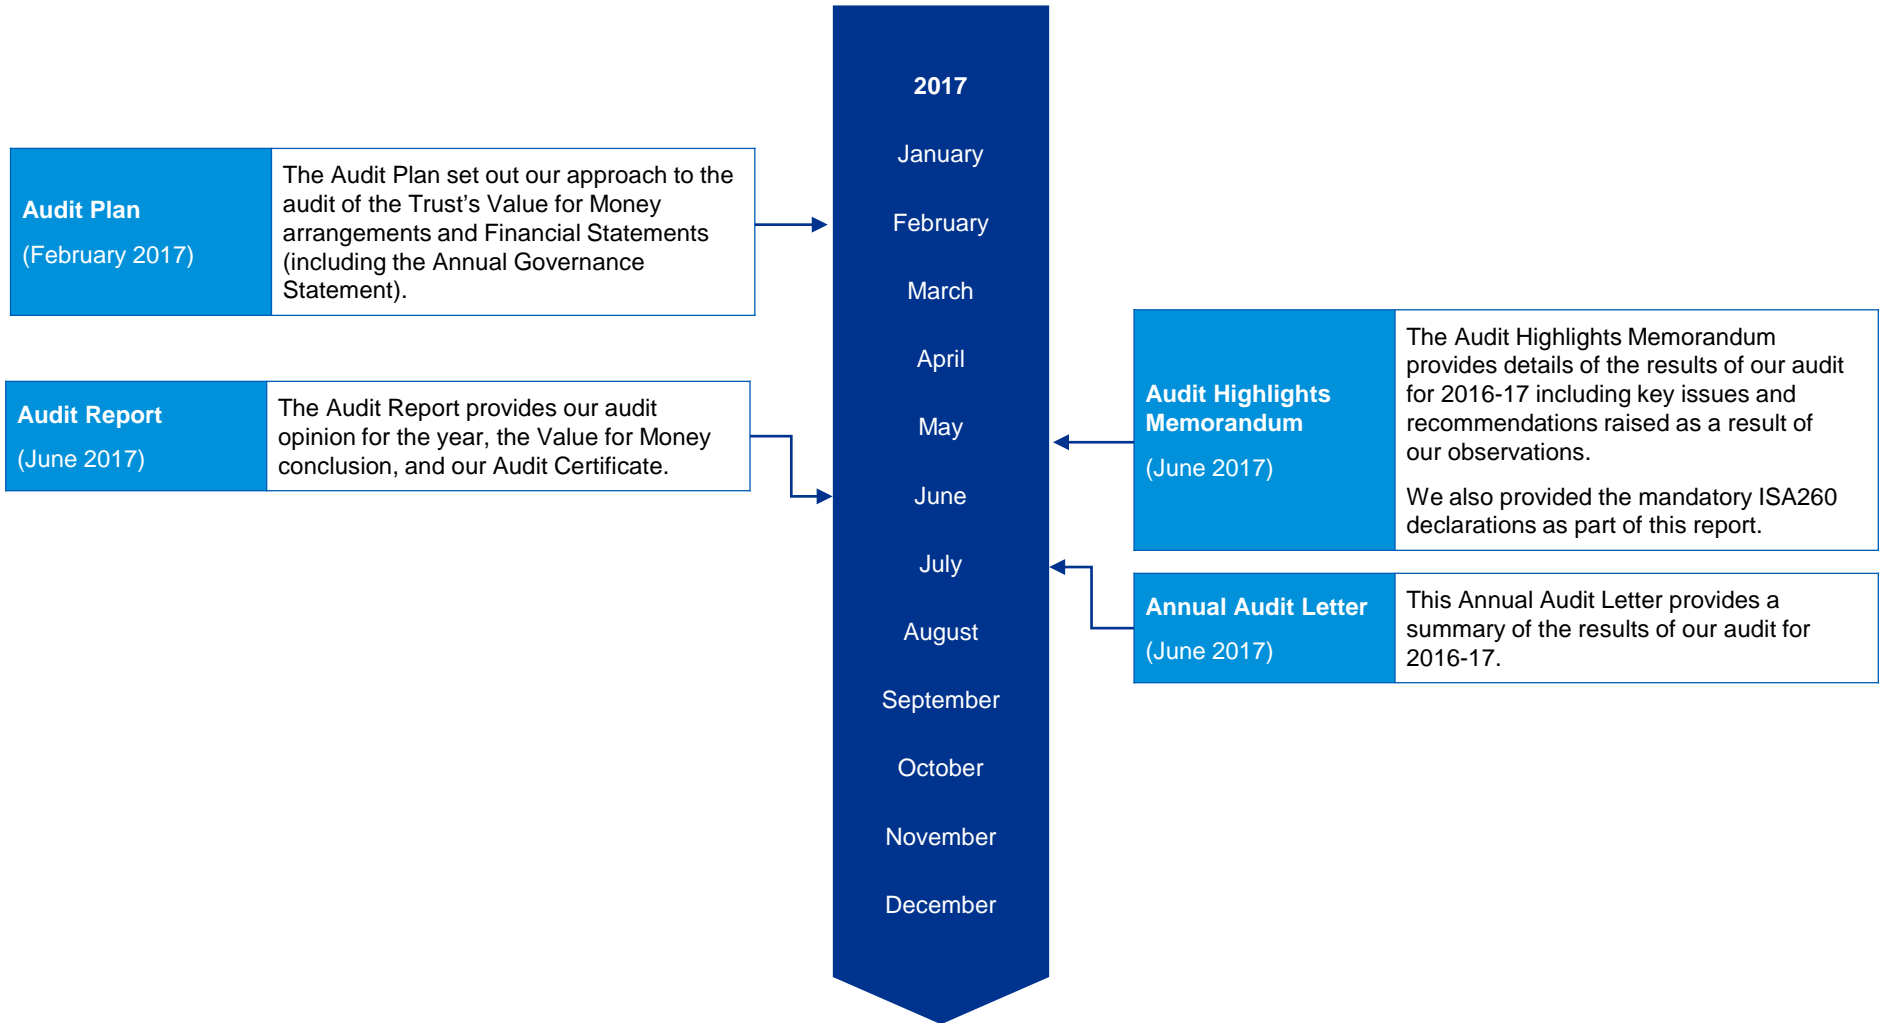 2017
January
February
March
April
May
June
July
August
September
October
November
December
Audit Plan
(February 2017)
The Audit Plan set out our approach to the
audit of the Trust’s Value for Money
arrangements and Financial Statements
(including the Annual Governance
Statement).
Audit Report
(June 2017)
The Audit Report provides our audit
opinion for the year, the Value for Money
conclusion, and our Audit Certificate.
Audit Highlights
Memorandum
(June 2017)
The Audit Highlights Memorandum
provides details of the results of our audit
for 2016-17 including key issues and
recommendations raised as a result of
our observations.
We also provided the mandatory ISA260
declarations as part of this report.
Annual Audit Letter
(June 2017)
This Annual Audit Letter provides a
summary of the results of our audit for
2016-17.